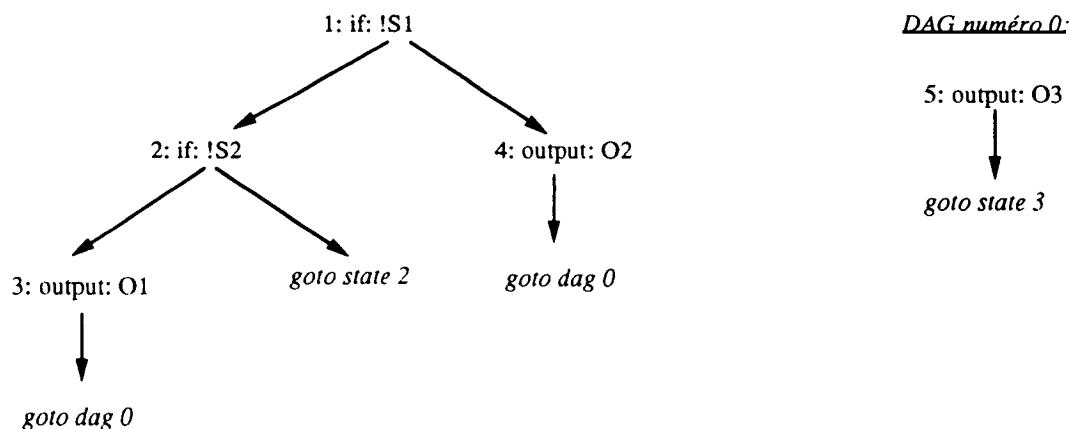 1: if: !S1
DAG numéro 0:
5: output: O3
2: if: !S2
4: output: O2
goto state 3
3: output: O1
goto state 2
goto dag 0
goto dag 0